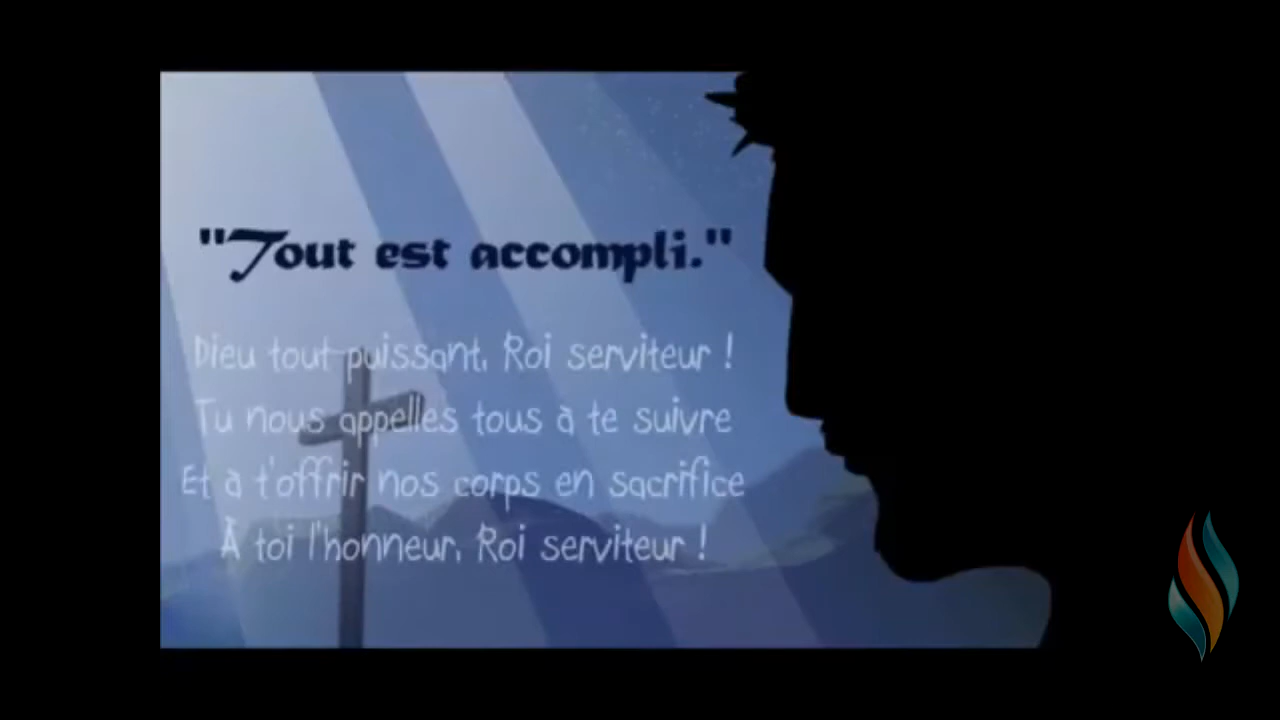 "Tout est accompli."
Dieu tout puissant, Roi serviteur !
Tu nous appelles tous à te suivre
Et à t'offrir nos corps en sacrifice
À toi l'honneur, Roi serviteur !